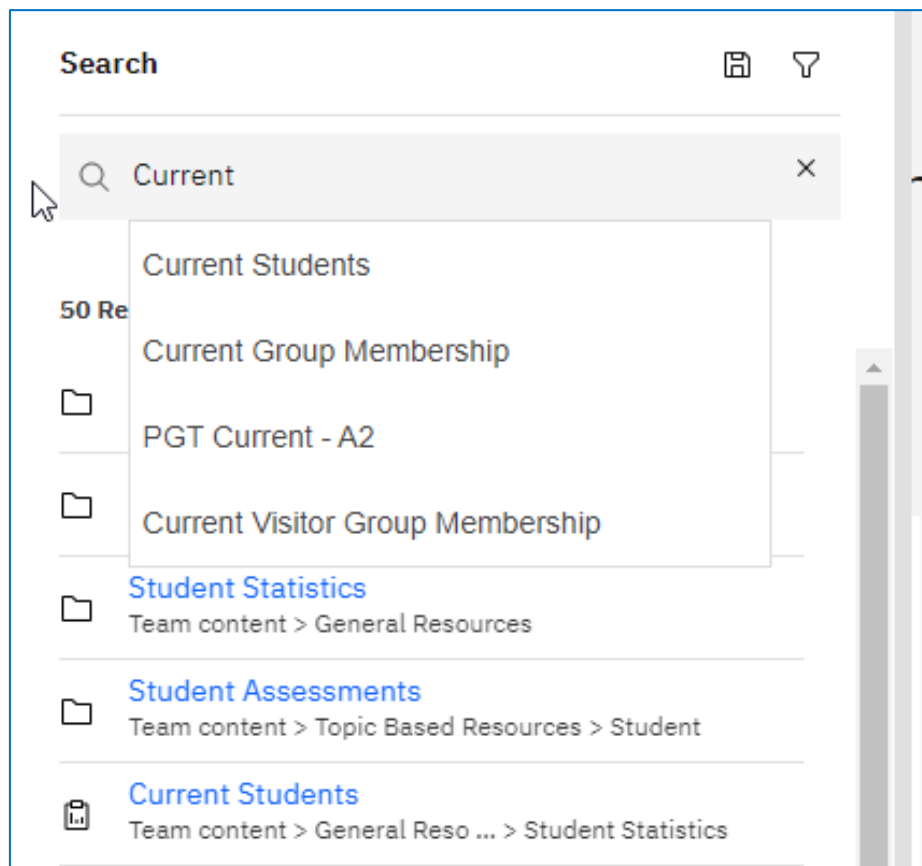 Search
Current
Current Students
50 Re
Current Group Membership
PGT Current - A2
Current Visitor Group Membership
Student Statistics
Team content > General Resources
Student Assessments
Team content > Topic Based Resources > Student
Current Students
Team content > General Reso ... > Student Statistics